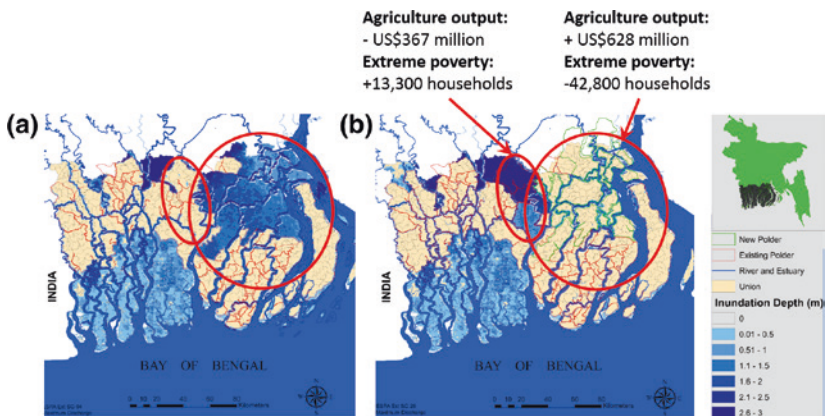 Agriculture output:
- US$367 million
Extreme poverty:
+13,300 households
Agriculture output:
+ US$628 million
Extreme poverty:
-42,800 households
(a)
(b)
INDIA
BAY OF BENGAL
Kilometers
INDIA
BAY OF BENGAL
Kilometers
New Polder
Existing Polder
River and Estuary
Union
Inundation Depth (m)
0
0.01 - 0.5
0.51 - 1
1.1 - 1.5
1.6 - 2
2.1 - 2.5
2.6 - 3